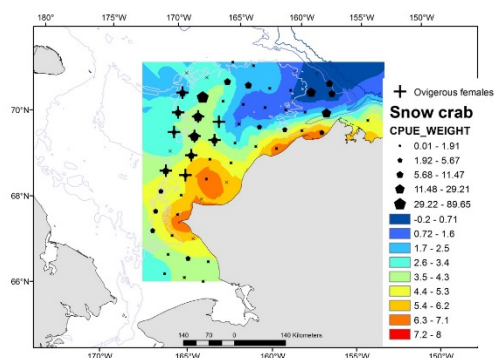 180° 170°W 165°W 160°W 155°W 150°W
70°N
68°N
66°N
70°N
68°N
66°N
170°W 165°W 160°W 155°W
Ovigerous females
Snow crab
CPUE_WEIGHT
0.01 - 1.91
1.92 - 5.67
5.68 - 11.47
11.48 - 29.21
29.22 - 89.65
-0.2 - 0.71
0.72 - 1.6
1.7 - 2.5
2.6 - 3.4
3.5 - 4.3
4.4 - 5.3
5.4 - 6.2
6.3 - 7.1
7.2 - 8
140 70 0 140 Kilometers